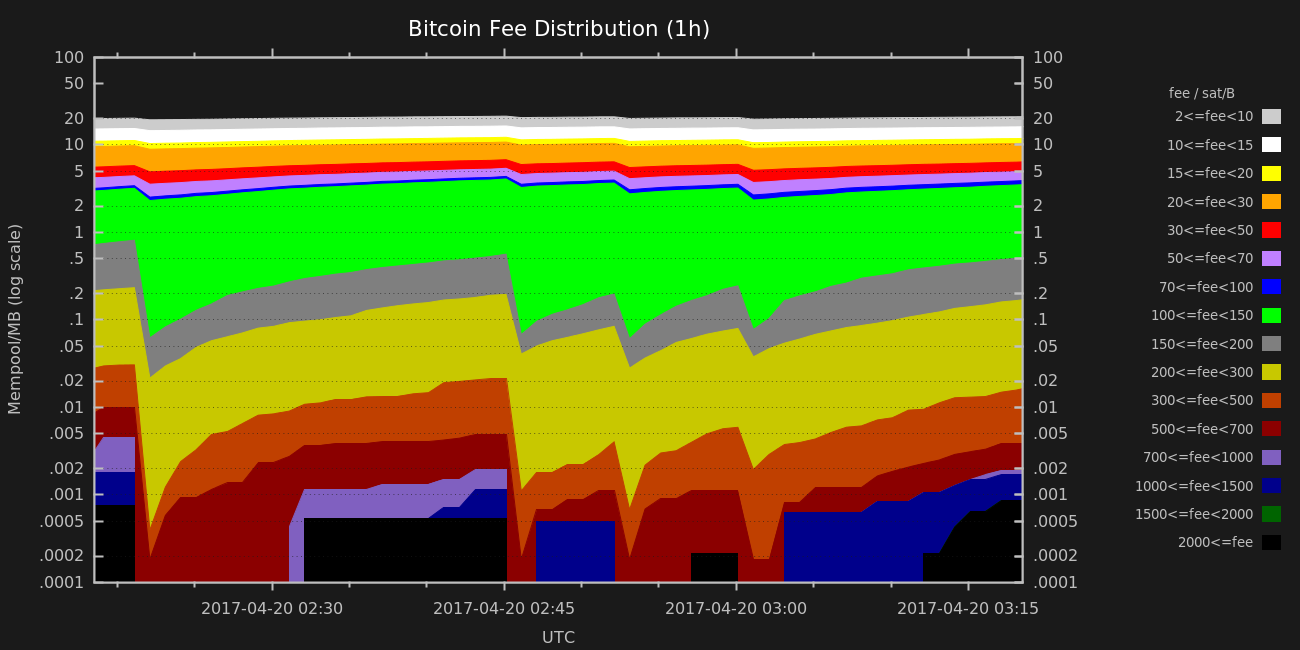 Bitcoin Fee Distribution (1h)
Mempool/MB (log scale)
100
50
20
10
5
2
1
.5
.2
.1
.05
.02
.01
.005
.002
.001
.0005
.0002
.0001
100
50
20
10
5
2
1
.5
.2
.1
.05
.02
.01
.005
.002
.001
.0005
.0002
.0001
2017-04-20 02:30
2017-04-20 02:45
2017-04-20 03:00
2017-04-20 03:15
UTC
fee / sat/B
2<=fee<10
10<=fee<15
15<=fee<20
20<=fee<30
30<=fee<50
50<=fee<70
70<=fee<100
100<=fee<150
150<=fee<200
200<=fee<300
300<=fee<500
500<=fee<700
700<=fee<1000
1000<=fee<1500
1500<=fee<2000
2000<=fee